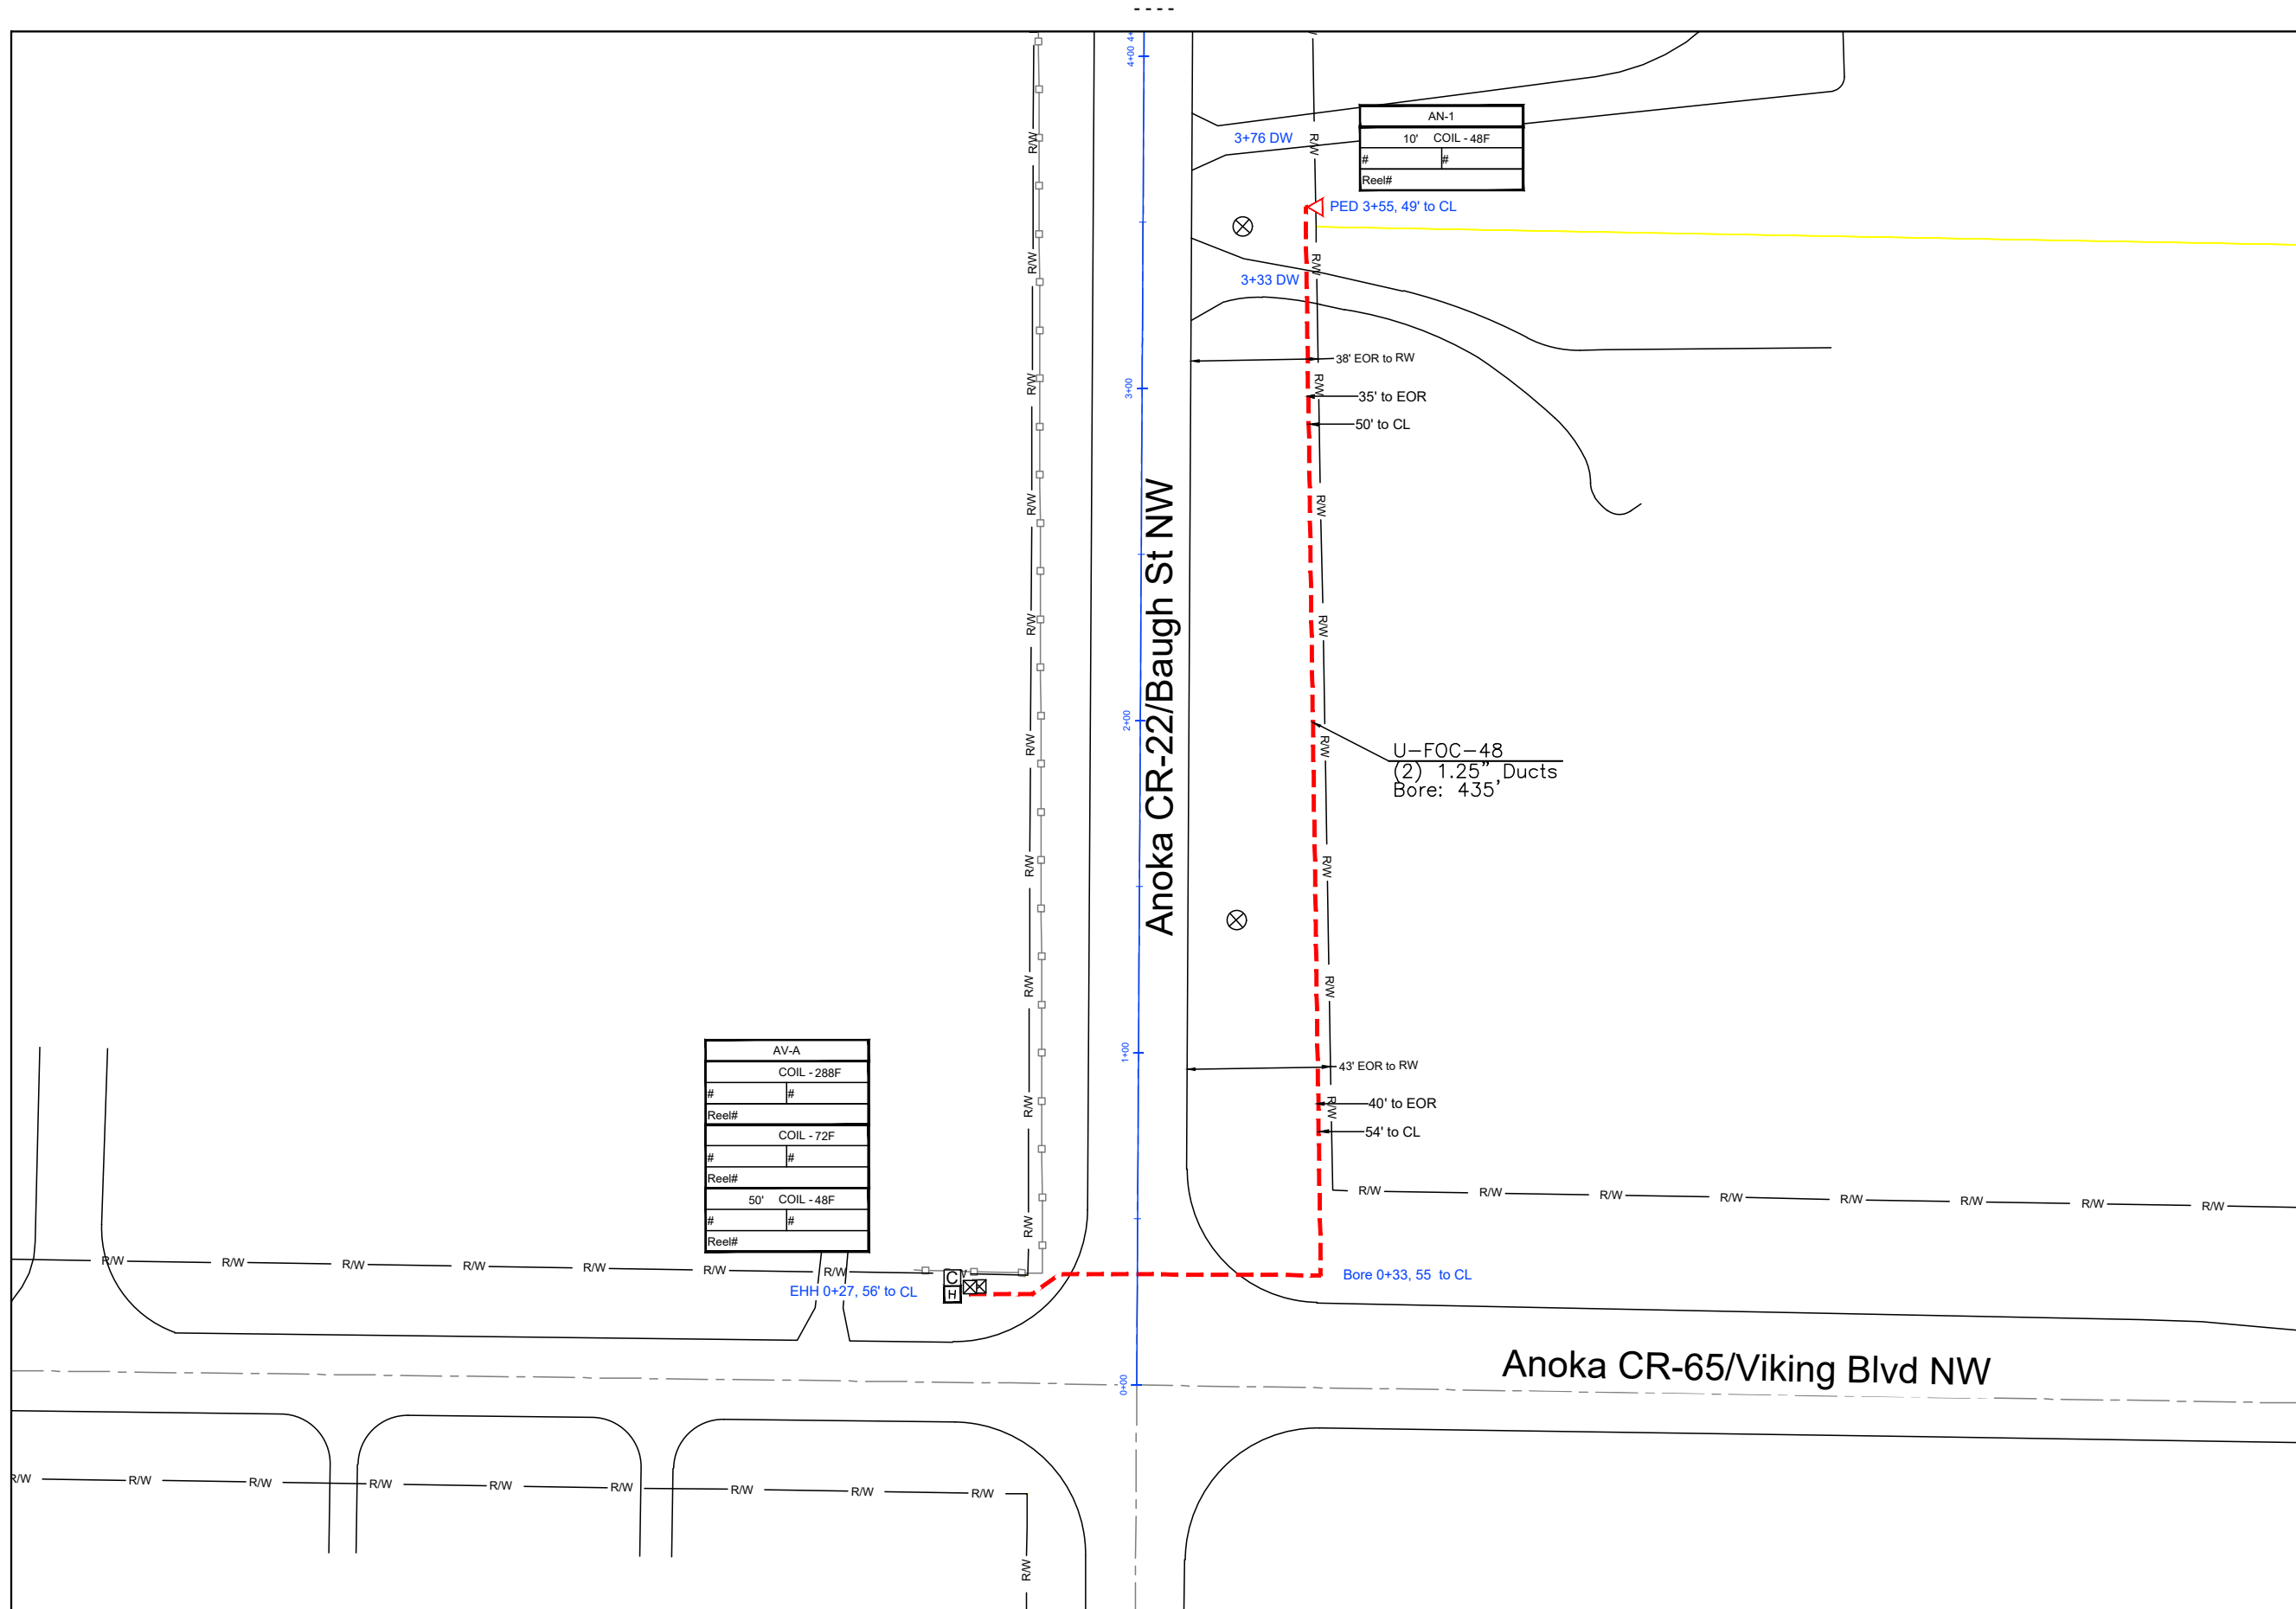 - - - -
4+00 4+
AN-1
10' COIL - 48F
# #
Reel#
3+76 DW
PED 3+55, 49' to CL
3+33 DW
38' EOR to RW
35' to EOR
50' to CL
3+00
R/W R/W R/W R/W R/W R/W R/W R/W R/W R/W
R/W R/W R/W R/W R/W R/W R/W R/W R/W
Anoka CR-22/Baugh St NW
2+00
U-FOC-48
(2) 1.25" Ducts
Bore: 435'
1+00
43' EOR to RW
40' to EOR
54' to CL
AV-A
COIL - 288F
# #
Reel#
COIL - 72F
# #
Reel#
50' COIL - 48F
# #
Reel#
R/W R/W R/W R/W R/W R/W R/W R/W
R/W R/W R/W R/W R/W R/W R/W
C
H
EHH 0+27, 56' to CL
Bore 0+33, 55 to CL
Anoka CR-65/Viking Blvd NW
0+00
R/W R/W R/W R/W R/W R/W R/W R/W R/W
R/W